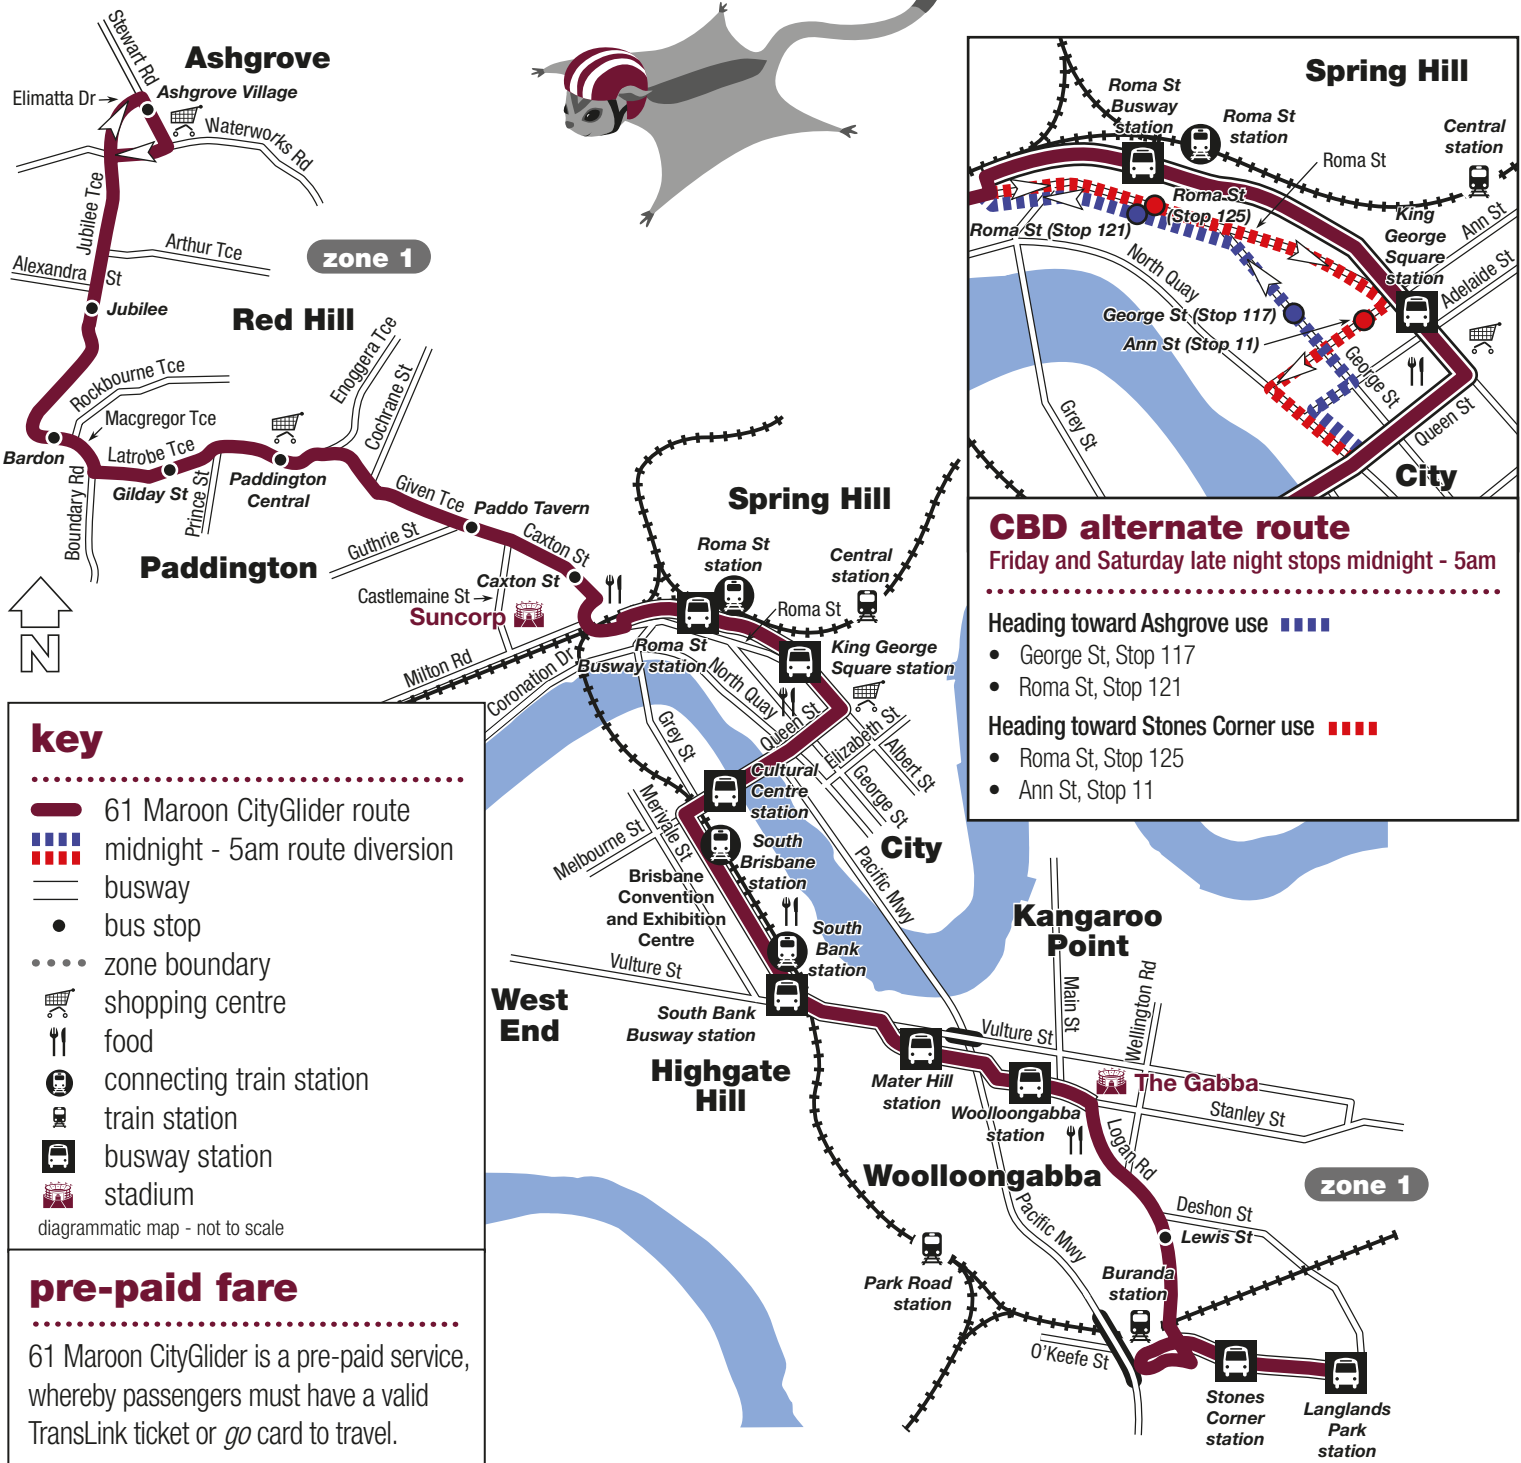 Stewart Rd
Ashgrove
Elimatta Dr
Ashgrove Village
Waterworks Rd
Jubilee Tce
Arthur Tce
zone 1
Alexandra St
Jubilee
Red Hill
Rockbourne Tce
Enoggera Tce
Cochrane St
Macgregor Tce
Bardon
Latrobe Tce
Boundary Rd
Gilday St
Prince St
Paddington
Central
Given Tce
Paddo Tavern
Guthrie St
Caxton St
Paddington
Castlemaine St
Caxton St
Suncorp
N
Milton Rd
Coronation Dr
Spring Hill
Roma St
station
Central
station
Roma St
Roma St
Busway station
King George
Square station
North Quay
Queen St
Grey St
Elizabeth St
Albert St
George St
Cultural
Centre
station
City
Merivale St
Melbourne St
South
Brisbane
station
Brisbane
Convention
and Exhibition
Centre
Pacific Mwy
South
Bank
station
Vulture St
West
End
South Bank
Busway station
Highgate
Hill
Kangaroo
Point
Main St
Wellington Rd
Vulture St
Mater Hill
station
Woolloongabba
station
The Gabba
Stanley St
Logan Rd
Woolloongabba
zone 1
Deshon St
Lewis St
Pacific Mwy
Park Road
station
Buranda
station
O'Keefe St
Stones
Corner
station
Langlands
Park
station
Spring Hill
Roma St
Busway
station
Roma St
station
Central
station
Roma St
Roma St
(Stop 125)
Roma St (Stop 121)
King
George
Square
station
Ann St
Adelaide St
North Quay
George St (Stop 117)
Ann St (Stop 11)
George St
Grey St
Queen St
City
CBD alternate route
Friday and Saturday late night stops midnight - 5am
Heading toward Ashgrove use
• George St, Stop 117
• Roma St, Stop 121
Heading toward Stones Corner use
• Roma St, Stop 125
• Ann St, Stop 11
key
61 Maroon CityGlider route
midnight - 5am route diversion
busway
bus stop
zone boundary
shopping centre
food
connecting train station
train station
busway station
stadium
diagrammatic map - not to scale
pre-paid fare
61 Maroon CityGlider is a pre-paid service,
whereby passengers must have a valid
TransLink ticket or go card to travel.